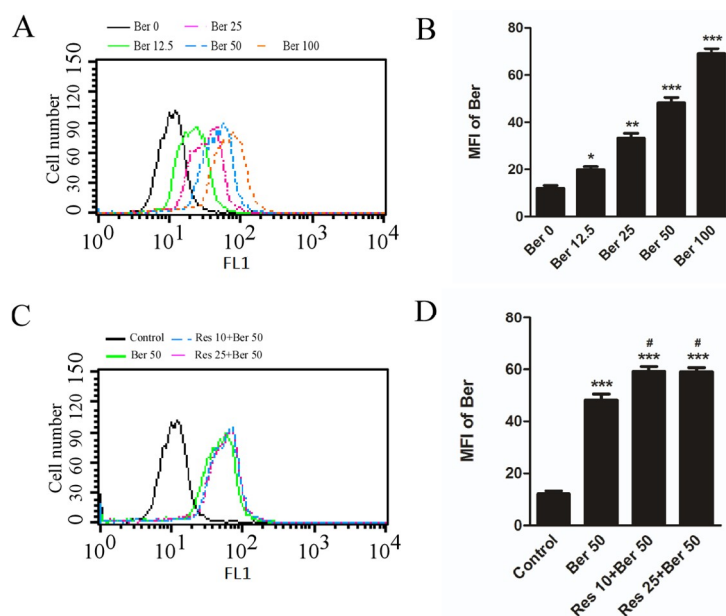 A
Ber 0
Ber 25
Ber 12.5
Ber 50
Ber 100
Cell number
150
120
90
60
30
0
10^0
10^1
10^2
10^3
10^4
FL1
B
MFI of Ber
80
60
40
20
0
*
**
***
***
Ber 0
Ber 12.5
Ber 25
Ber 50
Ber 100
C
Control
Res 10+Ber 50
Ber 50
Res 25+Ber 50
Cell number
150
120
90
60
30
0
10^0
10^1
10^2
10^3
10^4
FL1
D
MFI of Ber
80
60
40
20
0
***
#
***
#
***
Control
Ber 50
Res 10+Ber 50
Res 25+Ber 50